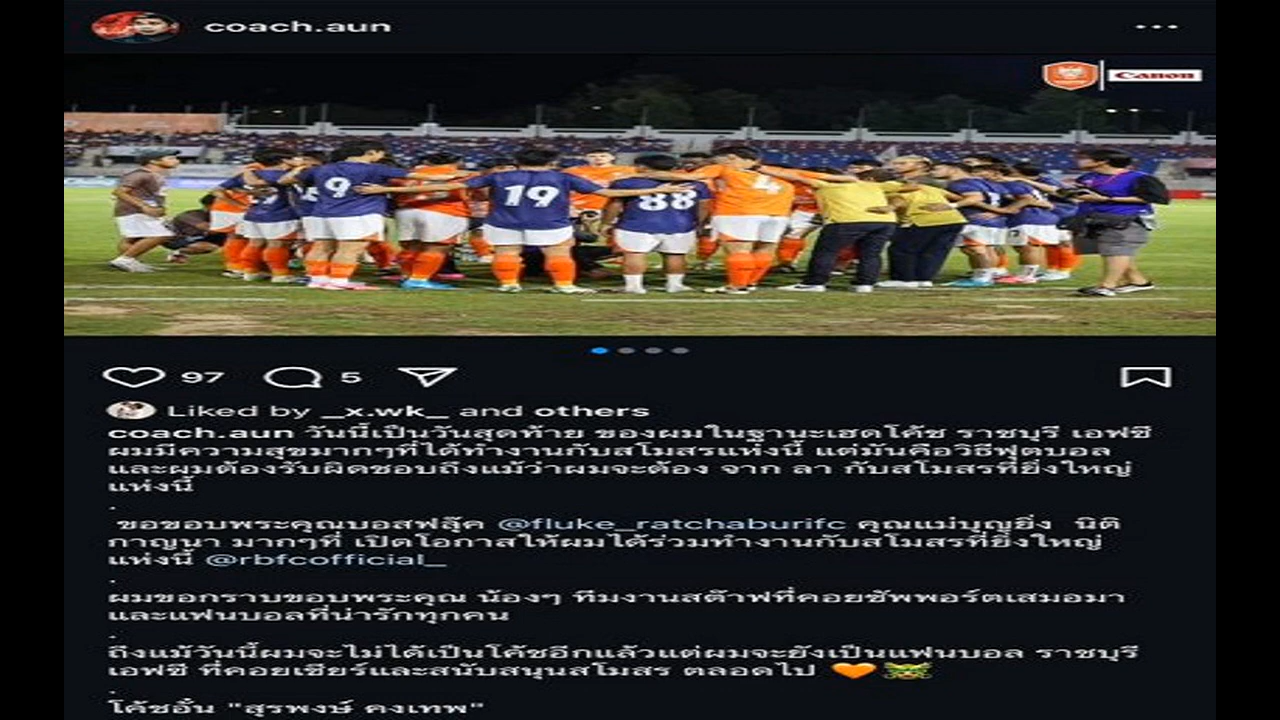 coach.aun
Canon
9
19
88
4
97
5
Liked by _x.wk_ and others
coach.aun วันนี้เป็นวันสุดท้าย ของผมในฐานะเฮดโค้ช ราชบุรี เอฟซี
ผมมีความสุขมากๆที่ได้ทำงานกับสโมสรแห่งนี้ แต่มันคือวิธีฟุตบอล
และผมต้องรับผิดชอบถึงแม้ว่าผมจะต้อง จาก ลา กับสโมสรที่ยิ่งใหญ่
แห่งนี้
.
ขอขอบพระคุณบอสฟลุ๊ค @fluke_ratchaburifc คุณแม่บุญยิ่ง นิติ
กาญนา มากๆที่ เปิดโอกาสให้ผมได้ร่วมทำงานกับสโมสรที่ยิ่งใหญ่
แห่งนี้ @rbfcofficial_
.
ผมขอกราบขอบพระคุณ น้องๆ ทีมงานสต๊าฟที่คอยซัพพอร์ตเสมอมา
และแฟนบอลที่น่ารักทุกคน
.
ถึงแม้วันนี้ผมจะไม่ได้เป็นโค้ชอีกแล้วแต่ผมจะยังเป็นแฟนบอล ราชบุรี
เอฟซี ที่คอยเชียร์และสนับสนุนสโมสร ตลอดไป 🧡🐲
.
โค้ชอั๋น "สุรพงษ์ คงเทพ"